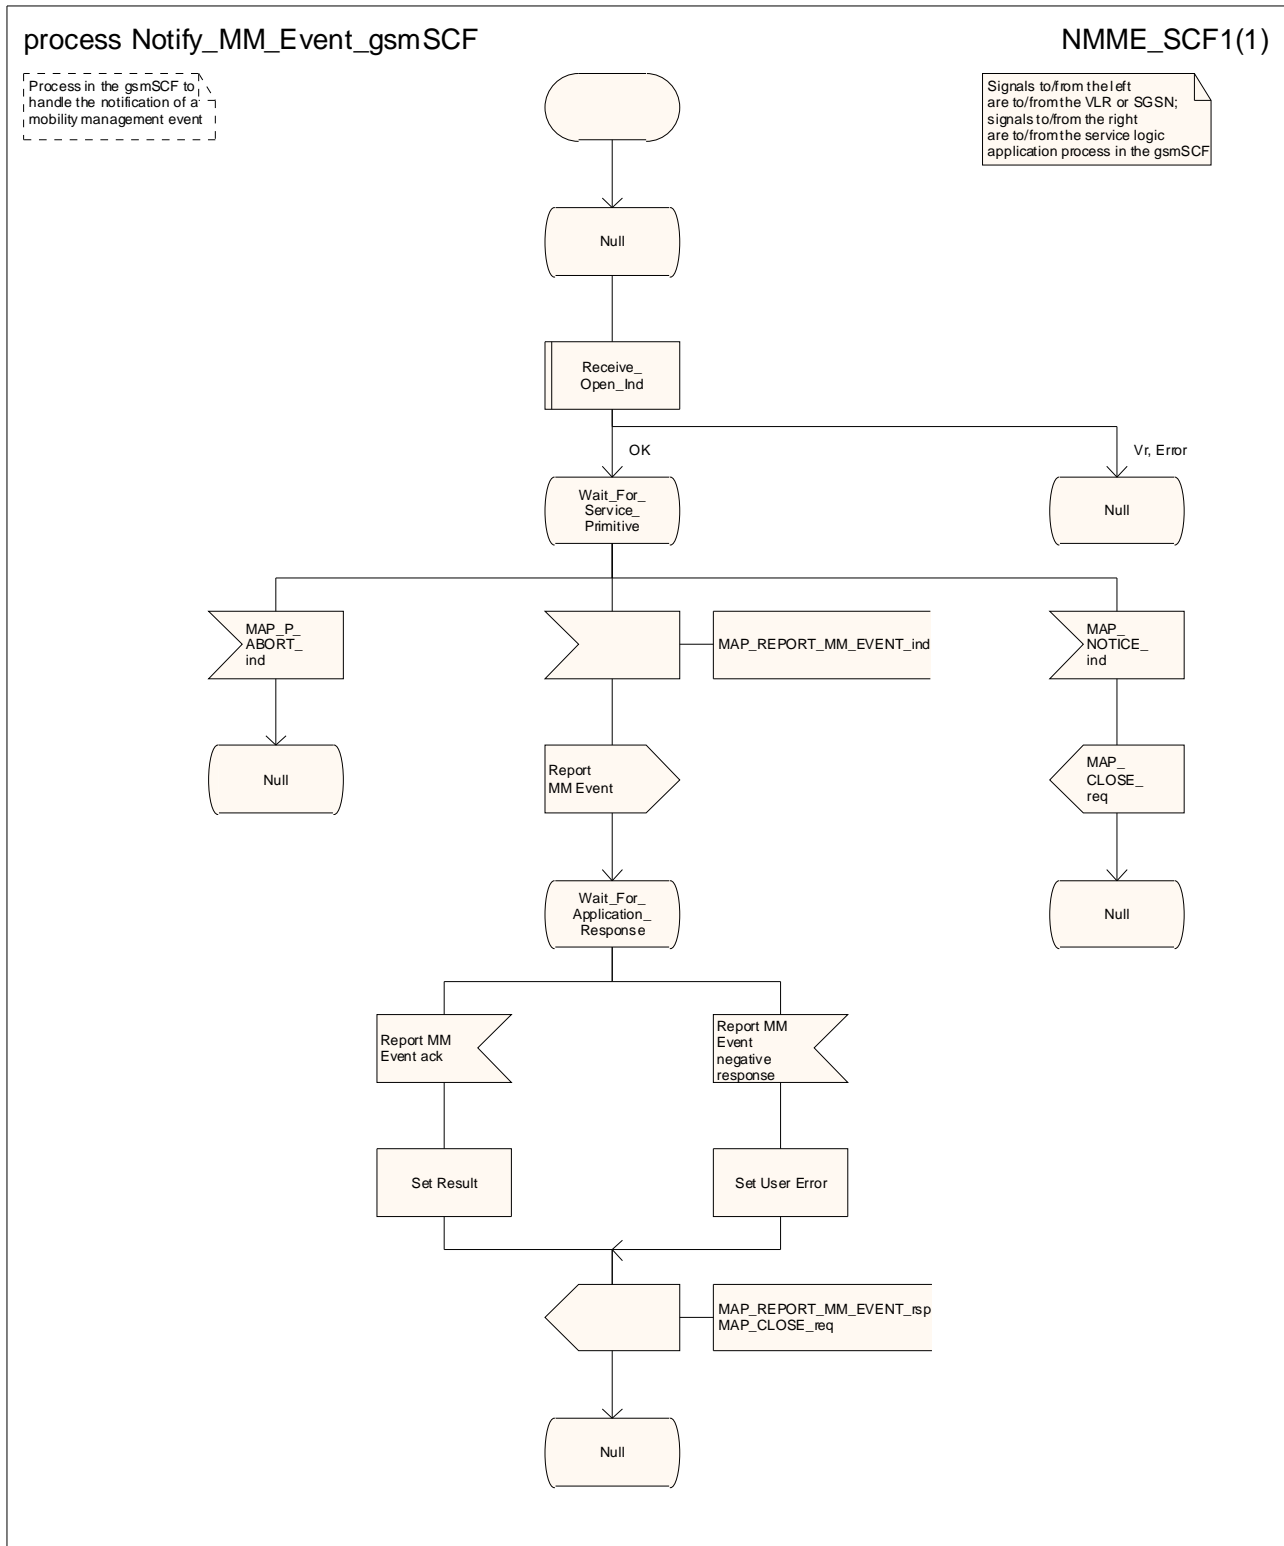 process Notify_MM_Event_gsmSCF
NMME_SCF1(1)
Process in the gsmSCF to
handle the notification of a
mobility management event
Signals to/from the left
are to/from the VLR or SGSN;
signals to/from the right
are to/from the service logic
application process in the gsmSCF
Null
Receive_
Open_Ind
OK
Vr, Error
Wait_For_
Service_
Primitive
Null
MAP_P_
ABORT_
ind
MAP_REPORT_MM_EVENT_ind
MAP_
NOTICE_
ind
Null
Report
MM Event
MAP_
CLOSE_
req
Wait_For_
Application_
Response
Null
Report MM
Event ack
Report MM
Event
negative
response
Set Result
Set User Error
MAP_REPORT_MM_EVENT_rsp
MAP_CLOSE_req
Null